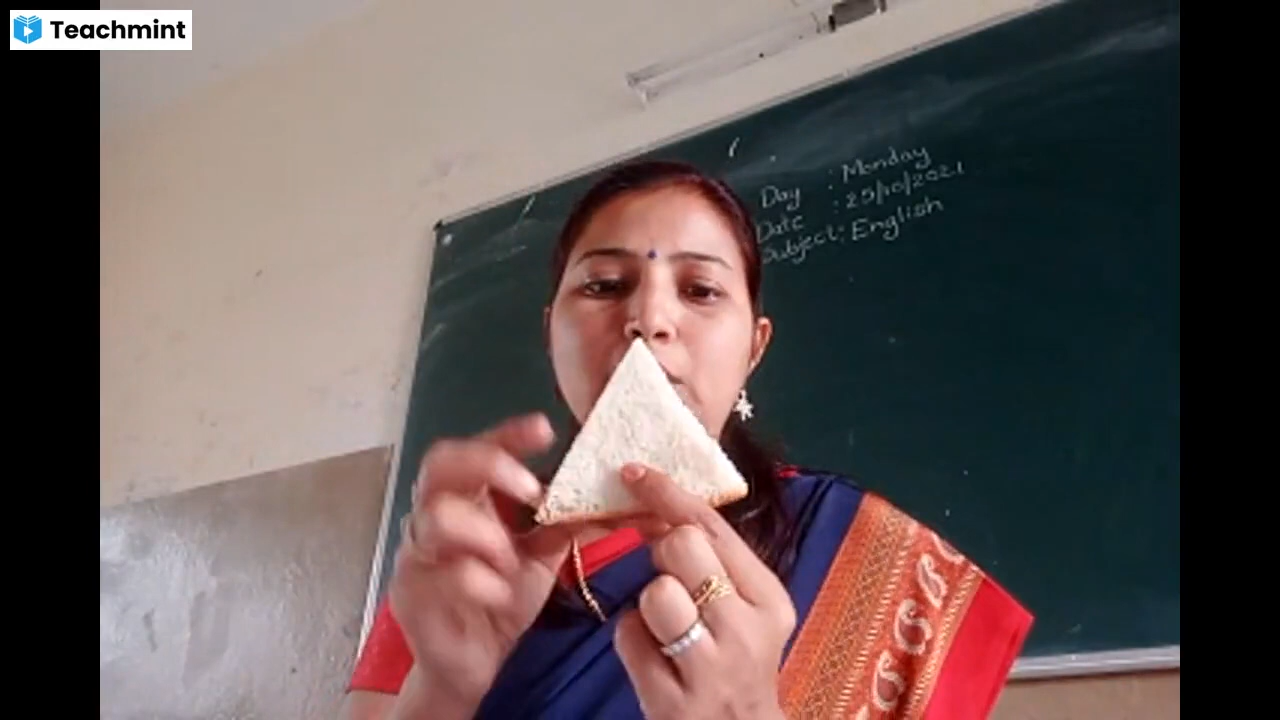 Teachmint
Day : Monday
Date : 25/10/2021
Subject: English